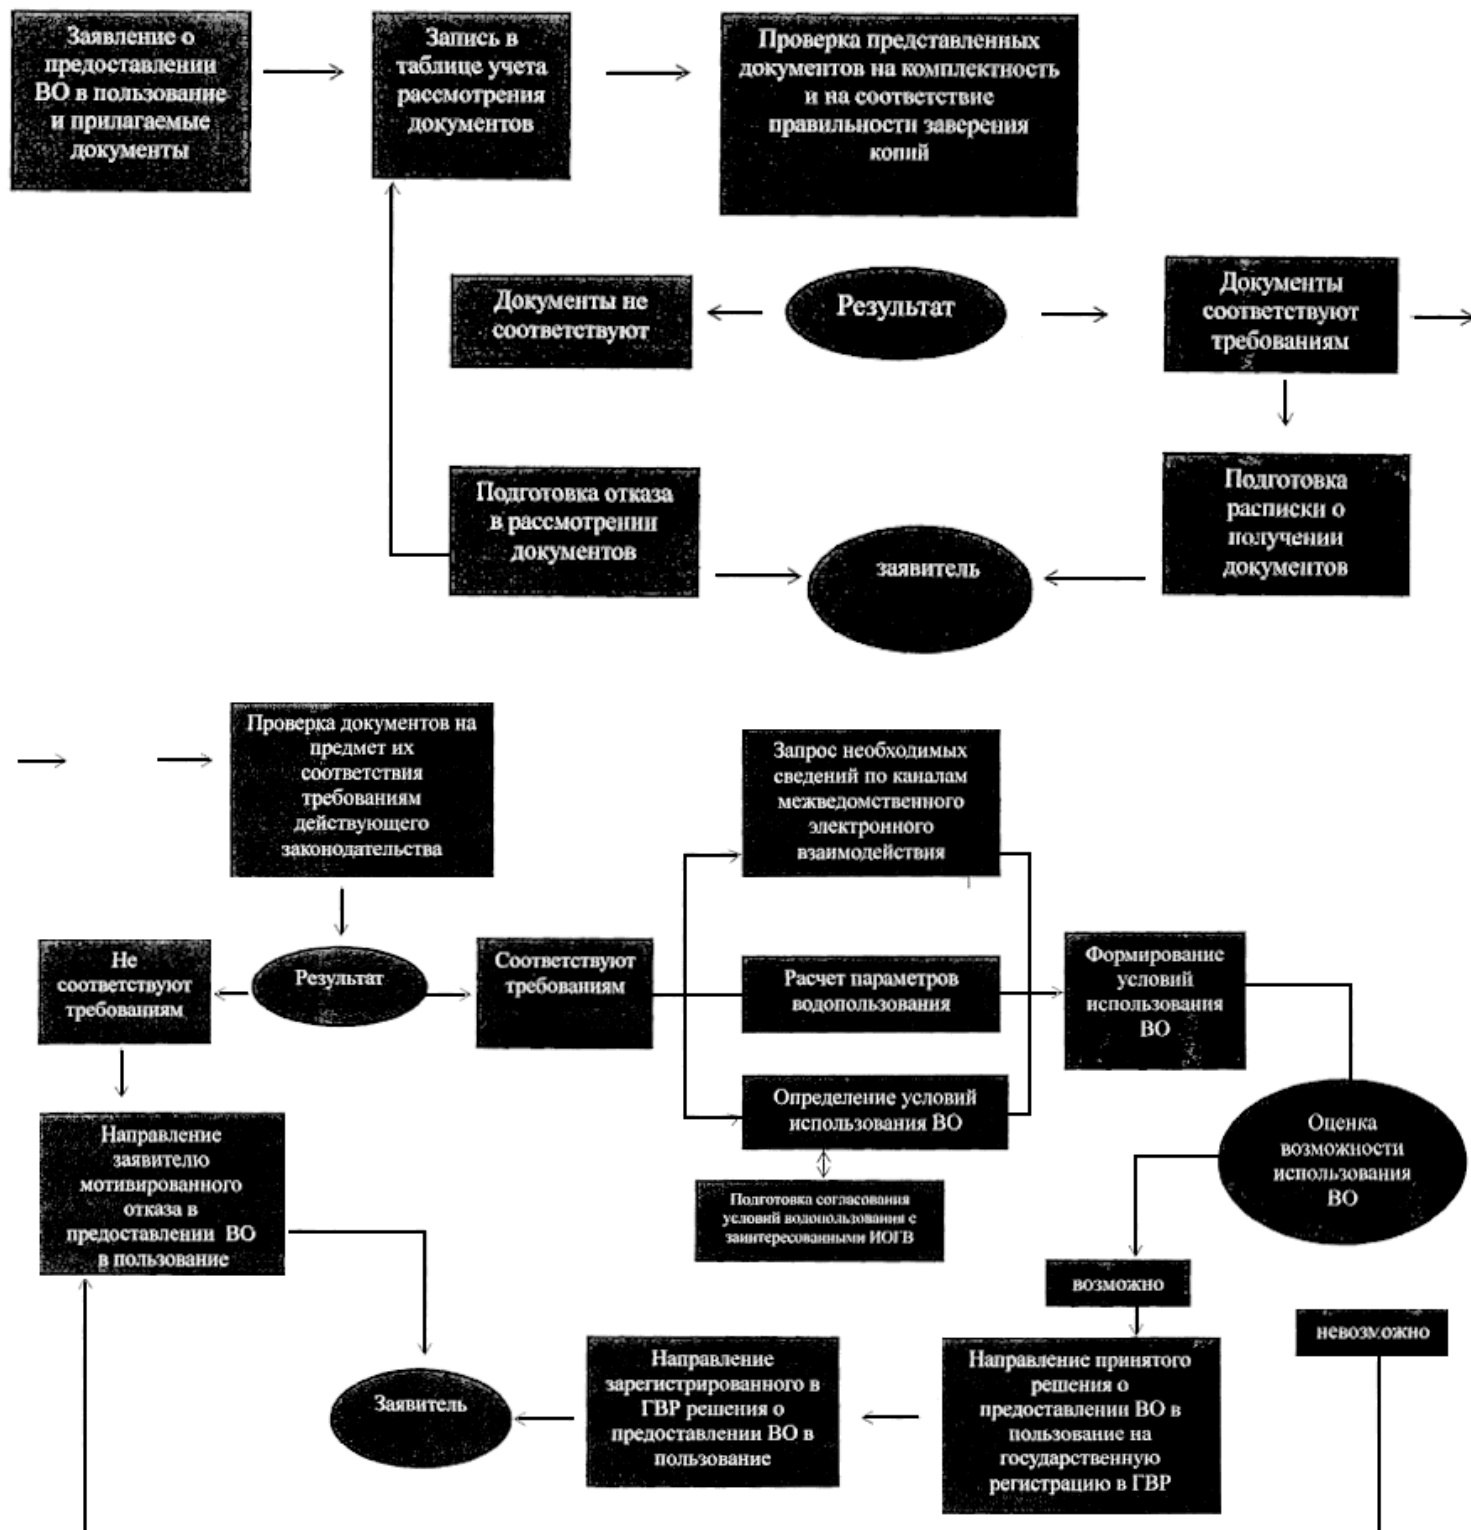 Заявление о
предоставлении
ВО в пользование
и прилагаемые
документы
Запись в
таблице учета
рассмотрения
документов
Проверка представленных
документов на комплектность
и на соответствие
правильности заверения
копий
Документы не
соответствуют
Результат
Документы
соответствуют
требованиям
Подготовка отказа
в рассмотрении
документов
заявитель
Подготовка
расписки о
получении
документов
Проверка документов на
предмет их
соответствия
требованиям
действующего
законодательства
Запрос необходимых
сведений по каналам
межведомственного
электронного
взаимодействия
Не
соответствуют
требованиям
Результат
Соответствуют
требованиям
Расчет параметров
водопользования
Формирование
условий
использования
ВО
Определение условий
использования ВО
Оценка
возможности
использования
ВО
Направление
заявителю
мотивированного
отказа в
предоставлении ВО
в пользование
Подготовка согласования
условий водопользования с
заинтересованными ИОГВ
возможно
невозможно
Заявитель
Направление
зарегистрированного в
ГВР решения о
предоставлении ВО в
пользование
Направление принятого
решения о
предоставлении ВО в
пользование на
государственную
регистрацию в ГВР